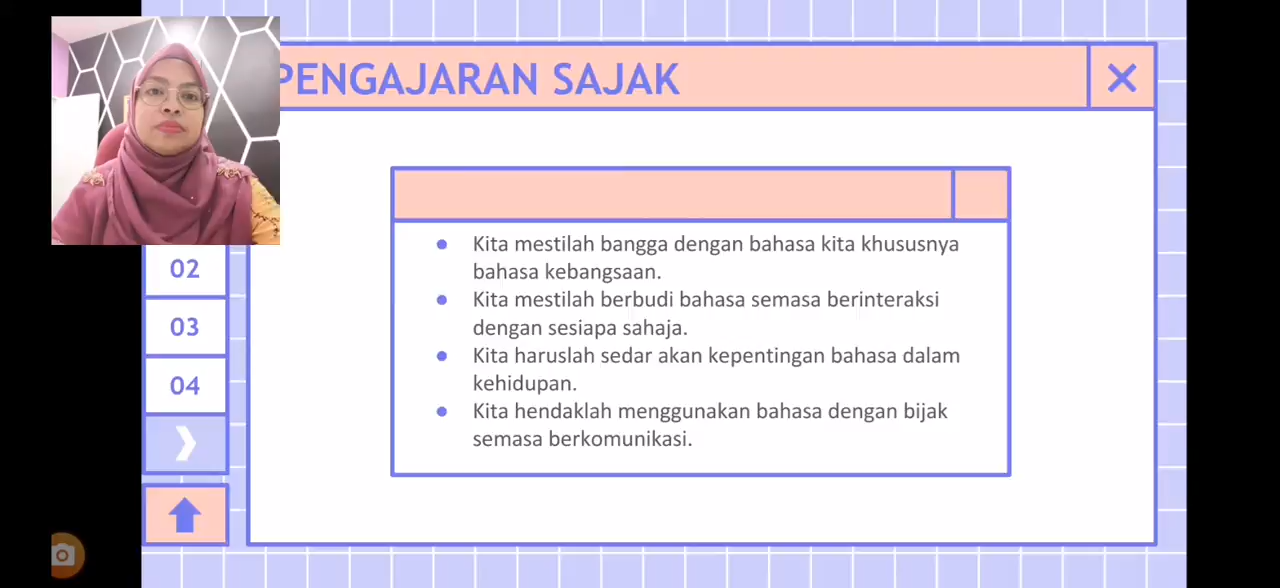 PENGAJARAN SAJAK
Kita mestilah bangga dengan bahasa kita khususnya
bahasa kebangsaan.
Kita mestilah berbudi bahasa semasa berinteraksi
dengan sesiapa sahaja.
Kita haruslah sedar akan kepentingan bahasa dalam
kehidupan.
Kita hendaklah menggunakan bahasa dengan bijak
semasa berkomunikasi.
02
03
04